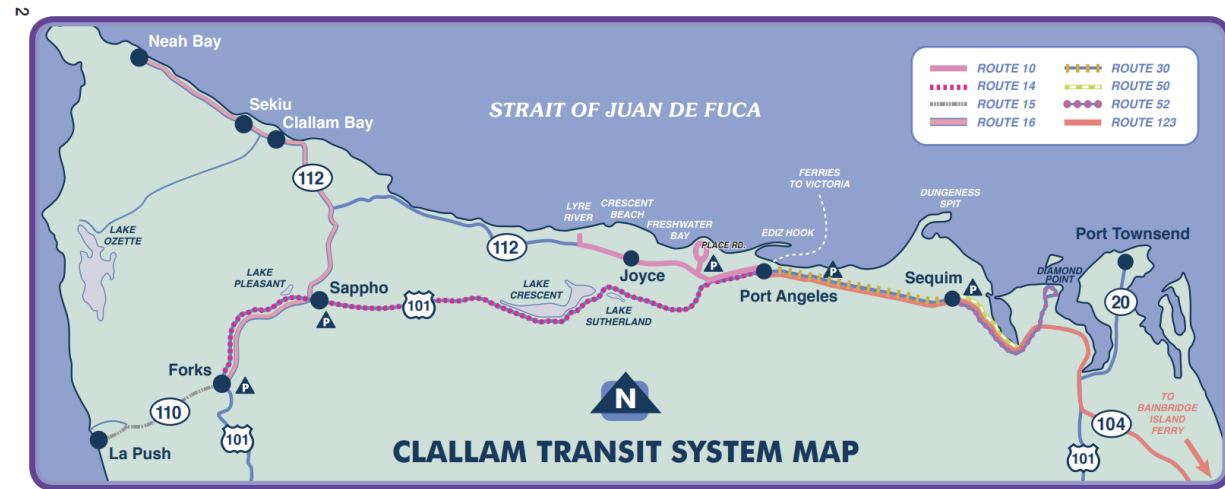 2
Neah Bay
Sekiu
Clallam Bay
112
STRAIT OF JUAN DE FUCA
ROUTE 10
ROUTE 14
ROUTE 15
ROUTE 16
ROUTE 30
ROUTE 50
ROUTE 52
ROUTE 123
LAKE
OZETTE
LAKE
PLEASANT
Sappho
P
101
112
LYRE
RIVER
CRESCENT
BEACH
FRESHWATER
BAY
PLACE RD.
P
Joyce
LAKE
CRESCENT
LAKE
SUTHERLAND
EDIZ HOOK
FERRIES
TO VICTORIA
P
Port Angeles
DUNGENESS
SPIT
Sequim
P
DIAMOND
POINT
Port Townsend
20
Forks
P
110
La Push
101
N
CLALLAM TRANSIT SYSTEM MAP
104
101
TO
BAINBRIDGE
ISLAND
FERRY